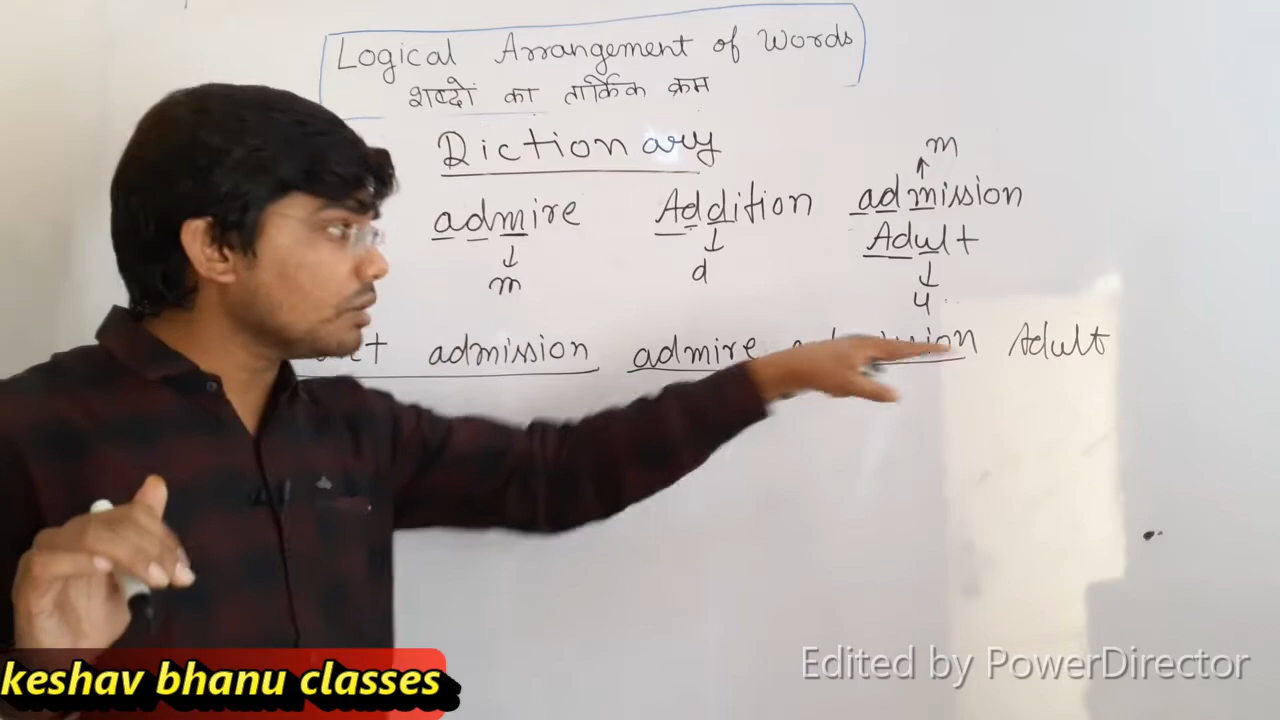 Logical Arrangement of Words
शब्दो का तार्किक क्रम
Dictionary
m
admire Addition admission
Adult
m d u
admission admire Adult
keshav bhanu classes
Edited by PowerDirector